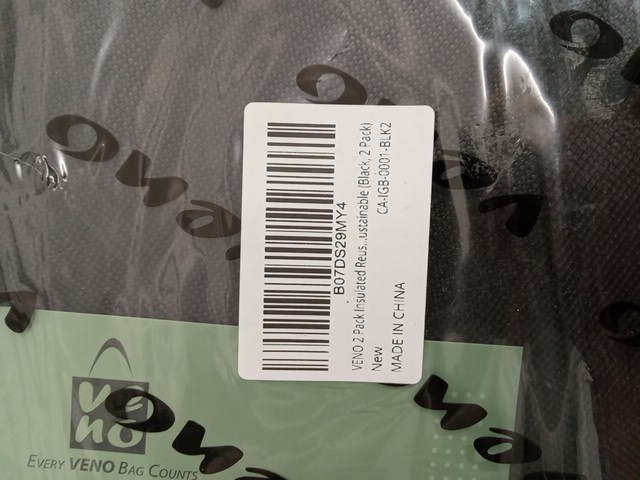 B07DS29MY4
VENO 2 Pack Insulated Reus...ustainable (Black, 2 Pack)
CA-IGB-0001-BLK2
New
MADE IN CHINA
veno
EVERY VENO BAG COUNTS